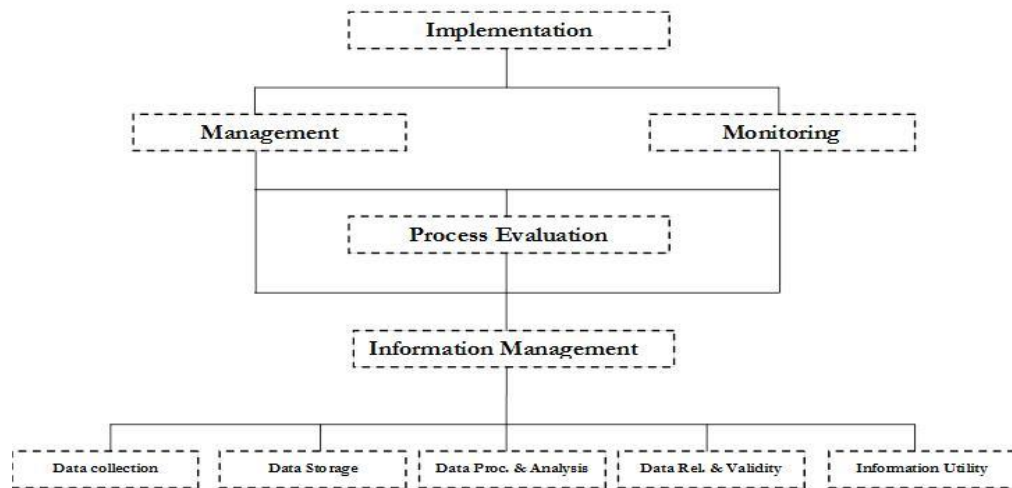 Implementation
Management
Monitoring
Process Evaluation
Information Management
Data collection
Data Storage
Data Proc. & Analysis
Data Rel. & Validity
Information Utility